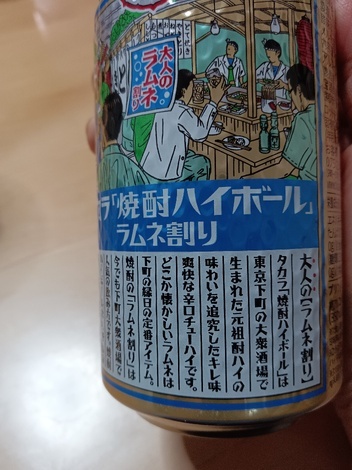 大人の
ラムネ
割り
「焼酎ハイボール」
ラムネ割り
大人の【ラムネ割り】
タカラ「焼酎ハイボール」は
東京下町の大衆酒場で
生まれた元祖酎ハイの
味わいを追究したキレ味
爽快な辛口チューハイです。
どこか懐かしいラムネは
下町の縁日の定番アイテム。
焼酎の「ラムネ割り」は
今でも下町大衆酒場で